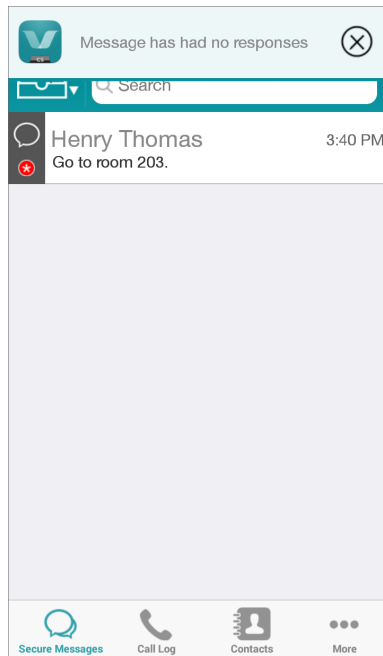 CS
Message has had no responses
Search
Henry Thomas
3:40 PM
Go to room 203.
Secure Messages
Call Log
Contacts
More